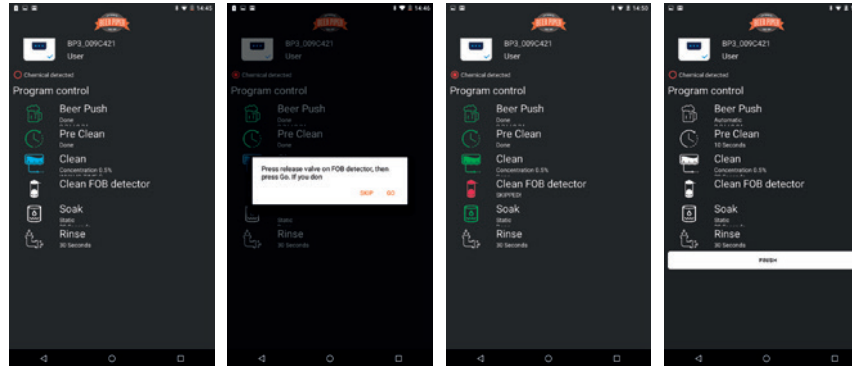 14:45
BEER PIPER
BP3_009C421
User
Chemical detected
Program control
Beer Push
Done
Pre Clean
Done
Clean
Concentration 0.5%
Clean FOB detector
Soak
Static
Rinse
30 Seconds
14:46
BP3_009C421
User
Chemical detected
Program control
Beer Push
Done
Pre Clean
Done
Press release valve on FOB detector, then
press Go. If you don
SKIP GO
Soak
Static
Rinse
30 Seconds
14:50
BEER PIPER
BP3_009C421
User
Chemical detected
Program control
Beer Push
Done
Pre Clean
Done
Clean
Concentration 0.5%
Clean FOB detector
SKIPPED!
Soak
Static
Rinse
30 Seconds
BEER PIPER
BP3_009C421
User
Chemical detected
Program control
Beer Push
Automatic
Pre Clean
10 Seconds
Clean
Concentration 0.5%
Clean FOB detector
Soak
Static
Rinse
30 Seconds
FINISH